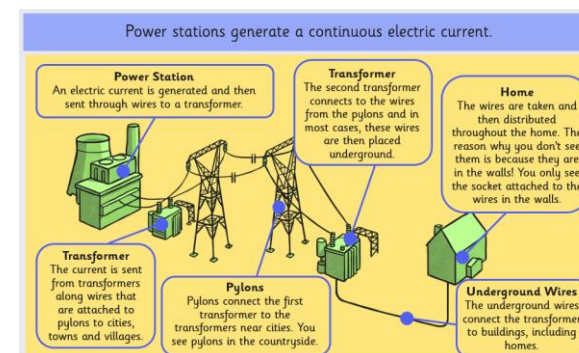 Power stations generate a continuous electric current.
Power Station
An electric current is generated and then
sent through wires to a transformer.
Transformer
The second transformer
connects to the wires
from the pylons and in
most cases, these wires
are then placed
underground.
Home
The wires are taken and
then distributed
throughout the home. The
reason why you don't see
them is because they are
in the walls! You only see
the socket attached to the
wires in the walls.
Transformer
The current is sent
from transformers
along wires that
are attached to
pylons to cities,
towns and villages.
Pylons
Pylons connect the first
transformer to the
transformers near cities. You
see pylons in the countryside.
Underground Wires
The underground wires
connect the transformer
to buildings, including
homes.